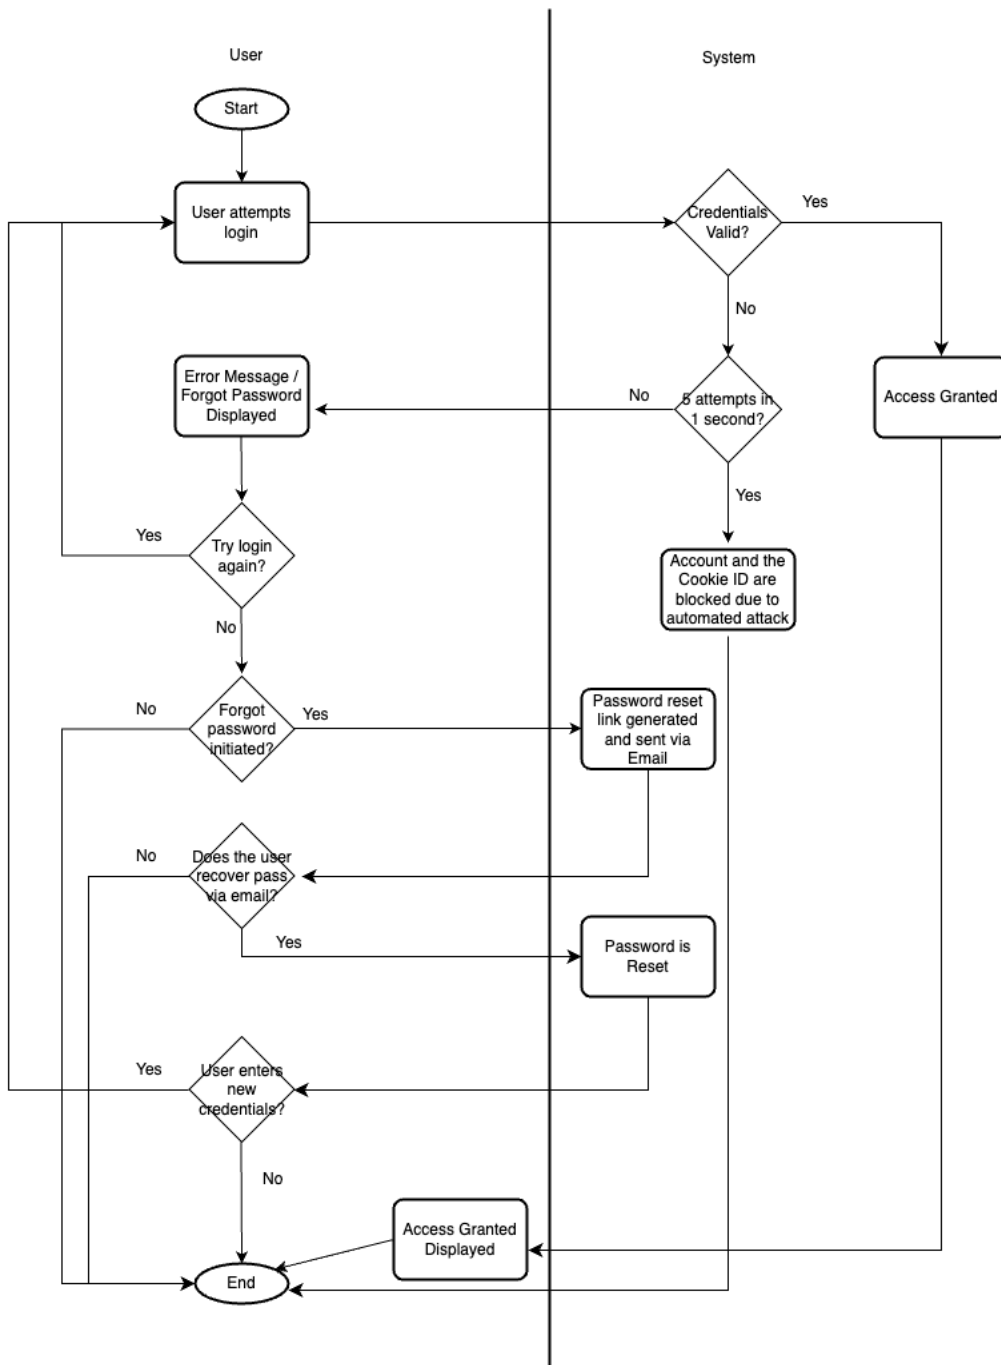 User
System
Start
User attempts
login
Credentials
Valid?
Yes
No
Error Message /
Forgot Password
Displayed
No
5 attempts in
1 second?
Access Granted
Yes
Yes
Try login
again?
Account and the
Cookie ID are
blocked due to
automated attack
No
No
Forgot
password
initiated?
Yes
Password reset
link generated
and sent via
Email
No
Does the user
recover pass
via email?
Yes
Password is
Reset
Yes
User enters
new
credentials?
No
Access Granted
Displayed
End